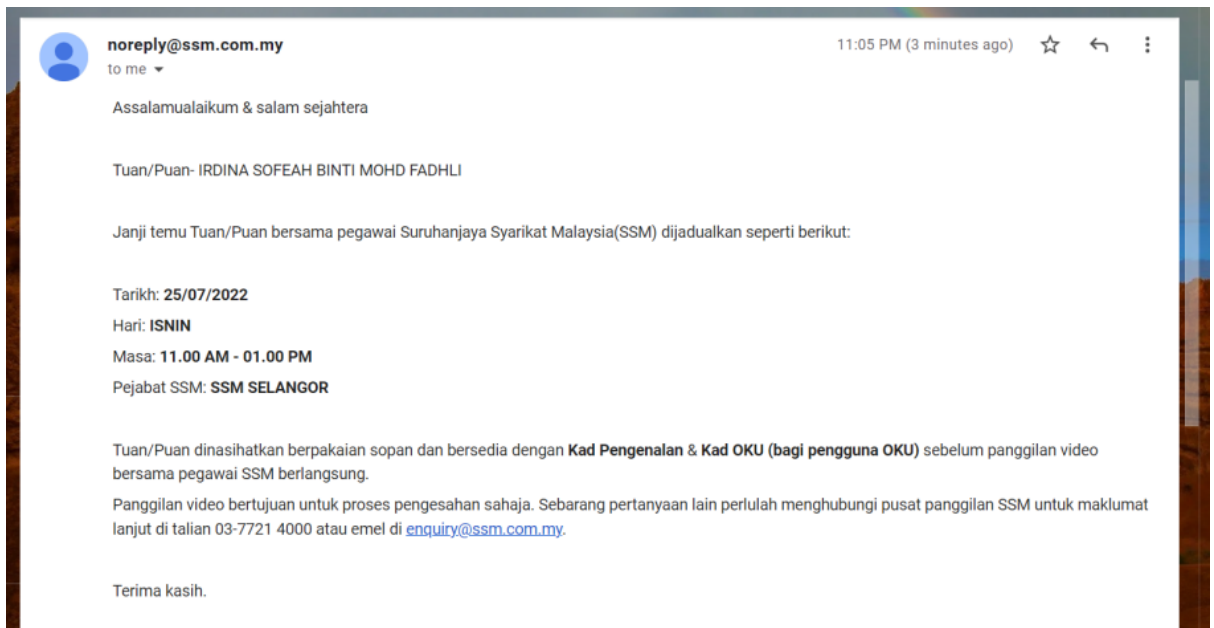 noreply@ssm.com.my
11:05 PM (3 minutes ago)
to me
Assalamualaikum & salam sejahtera
Tuan/Puan- IRDINA SOFEAH BINTI MOHD FADHLI
Janji temu Tuan/Puan bersama pegawai Suruhanjaya Syarikat Malaysia(SSM) dijadualkan seperti berikut:
Tarikh: 25/07/2022
Hari: ISNIN
Masa: 11.00 AM - 01.00 PM
Pejabat SSM: SSM SELANGOR
Tuan/Puan dinasihatkan berpakaian sopan dan bersedia dengan Kad Pengenalan & Kad OKU (bagi pengguna OKU) sebelum panggilan video
bersama pegawai SSM berlangsung.
Panggilan video bertujuan untuk proses pengesahan sahaja. Sebarang pertanyaan lain perlulah menghubungi pusat panggilan SSM untuk maklumat
lanjut di talian 03-7721 4000 atau emel di enquiry@ssm.com.my.
Terima kasih.